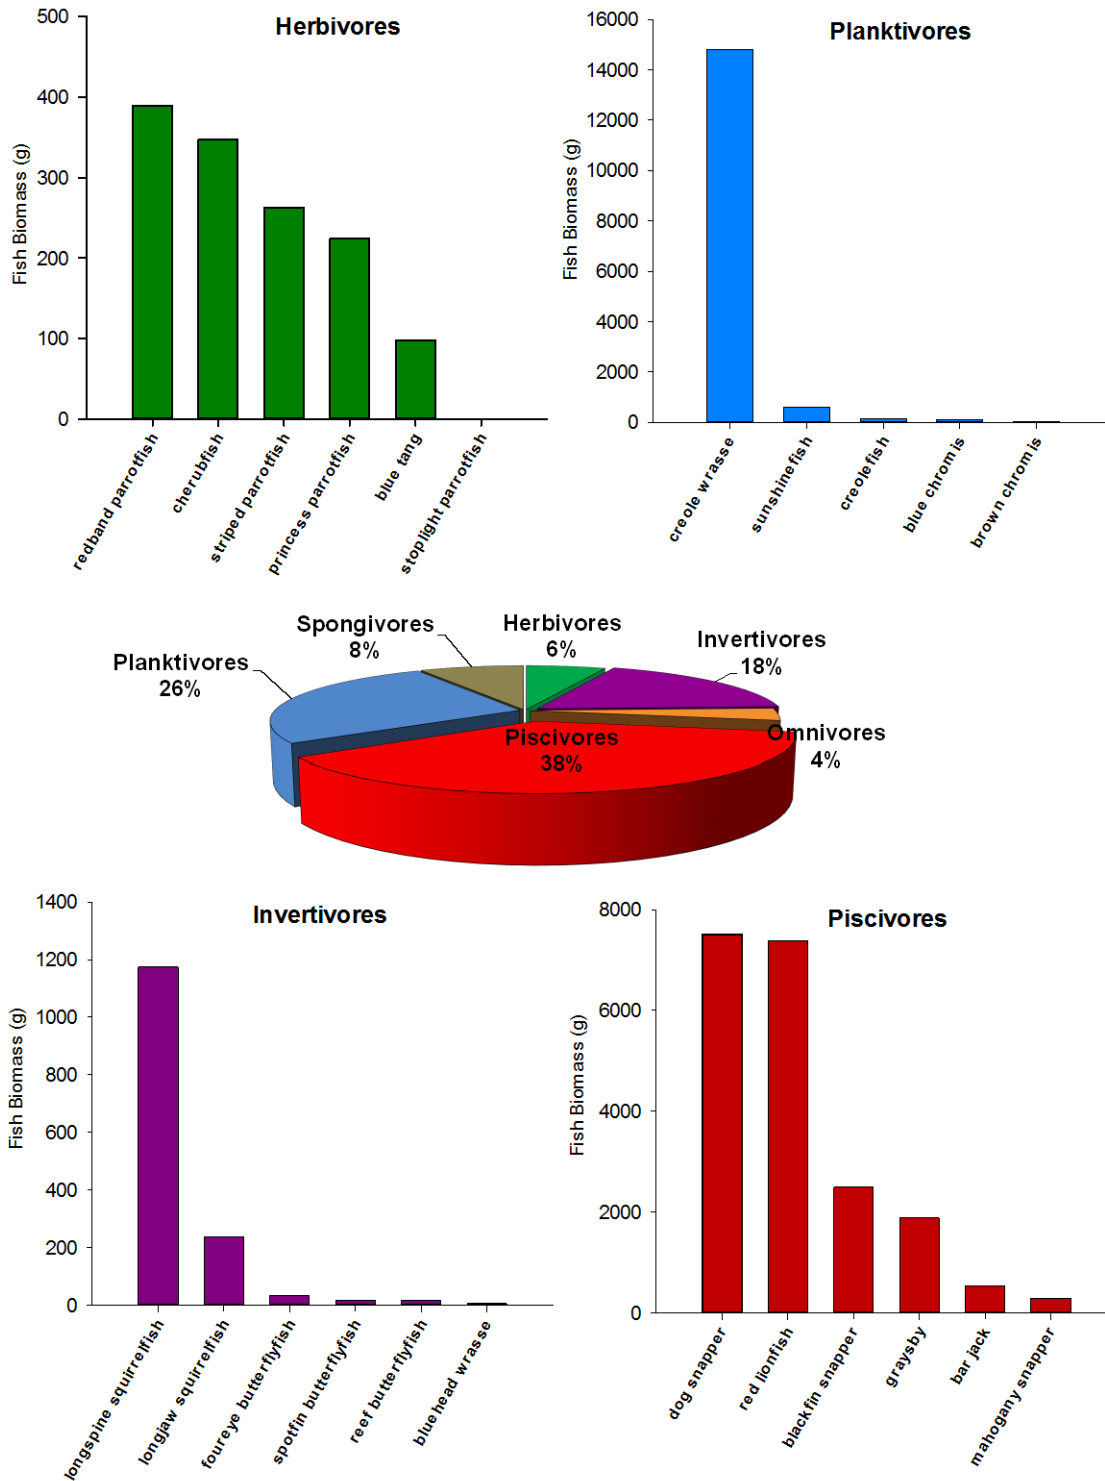 Herbivores
Fish Biomass (g)
500
400
300
200
100
0
redband parrotfish
cherubfish
striped parrotfish
princess parrotfish
blue tang
stoplight parrotfish
Planktivores
Fish Biomass (g)
16000
14000
12000
10000
8000
6000
4000
2000
0
creole wrasse
sunshinefish
creolefish
blue chromis
brown chromis
Spongivores
8%
Herbivores
6%
Invertivores
18%
Planktivores
26%
Piscivores
38%
Omnivores
4%
Invertivores
Fish Biomass (g)
1400
1200
1000
800
600
400
200
0
longspine squirrelfish
longjaw squirrelfish
foureye butterflyfish
spotfin butterflyfish
reef butterflyfish
bluehead wrasse
Piscivores
Fish Biomass (g)
8000
6000
4000
2000
0
dog snapper
red lionfish
blackfin snapper
graysby
bar jack
mahogany snapper